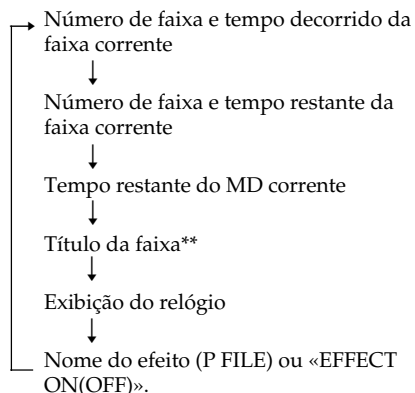 Número de faixa e tempo decorrido da
faixa corrente
Número de faixa e tempo restante da
faixa corrente
Tempo restante do MD corrente
Título da faixa**
Exibição do relógio
Nome do efeito (P FILE) ou «EFFECT
ON(OFF)».